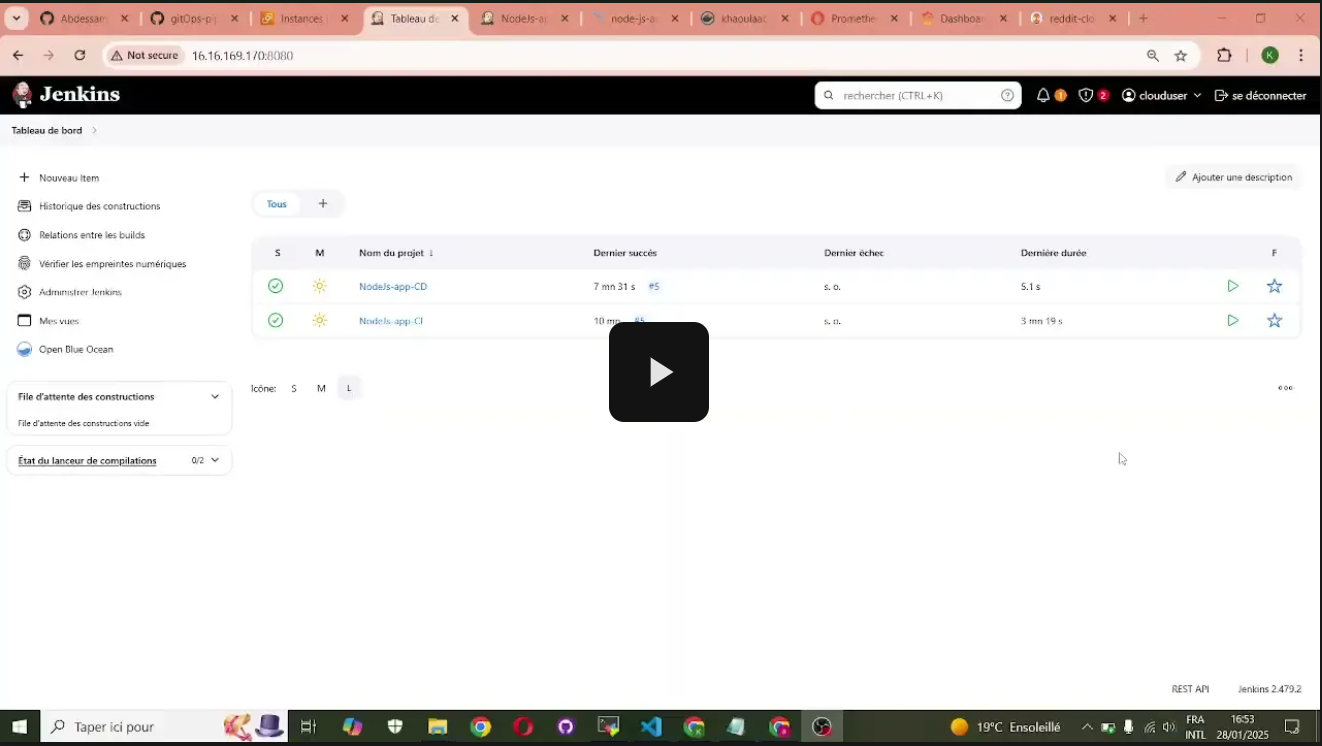 Abdessam
gitOps-pi
Instances
Tableau de
NodeJs-ap
node-js-a
khaoulaab
Promethe
Dashboar
reddit-clo
Not secure
16.16.169.170:8080
K
Jenkins
rechercher (CTRL+K)
1
2
clouduser
se déconnecter
Tableau de bord
Nouveau Item
Historique des constructions
Relations entre les builds
Vérifier les empreintes numériques
Administrer Jenkins
Mes vues
Open Blue Ocean
File d'attente des constructions
File d'attente des constructions vide
État du lanceur de compilations 0/2
Ajouter une description
Tous
S M Nom du projet ↓ Dernier succès Dernier échec Dernière durée F
NodeJs-app-CD 7 mn 31 s #5 s. o. 5.1 s
NodeJs-app-CI 10 mn #5 s. o. 3 mn 19 s
Icône: S M L
REST API Jenkins 2.479.2
Taper ici pour
19°C Ensoleillé
FRA
INTL
16:53
28/01/2025